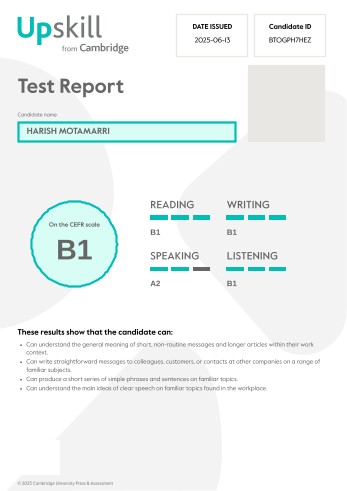 Upskill
from Cambridge
DATE ISSUED
2025-06-13
Candidate ID
BTOGPH7HEZ
Test Report
Candidate name
HARISH MOTAMARRI
On the CEFR scale
B1
READING
B1
WRITING
B1
SPEAKING
A2
LISTENING
B1
These results show that the candidate can:
• Can understand the general meaning of short, non-routine messages and longer articles within their work
context.
• Can write straightforward messages to colleagues, customers, or contacts at other companies on a range of
familiar subjects.
• Can produce a short series of simple phrases and sentences on familiar topics.
• Can understand the main ideas of clear speech on familiar topics found in the workplace.
© 2025 Cambridge University Press & Assessment